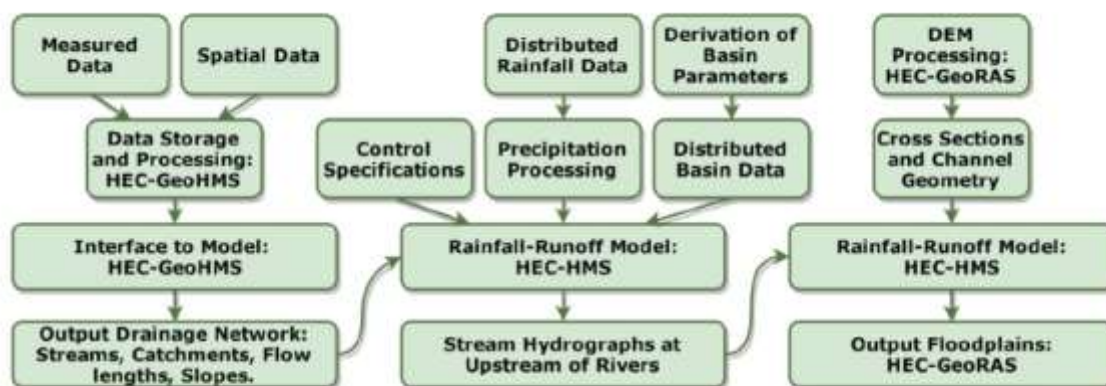 Measured
Data
Spatial Data
Distributed
Rainfall Data
Derivation of
Basin
Parameters
DEM
Processing:
HEC-GeoRAS
Data Storage
and Processing:
HEC-GeoHMS
Control
Specifications
Precipitation
Processing
Distributed
Basin Data
Cross Sections
and Channel
Geometry
Interface to Model:
HEC-GeoHMS
Rainfall-Runoff Model:
HEC-HMS
Rainfall-Runoff Model:
HEC-HMS
Output Drainage Network:
Streams, Catchments, Flow
lengths, Slopes.
Stream Hydrographs at
Upstream of Rivers
Output Floodplains:
HEC-GeoRAS